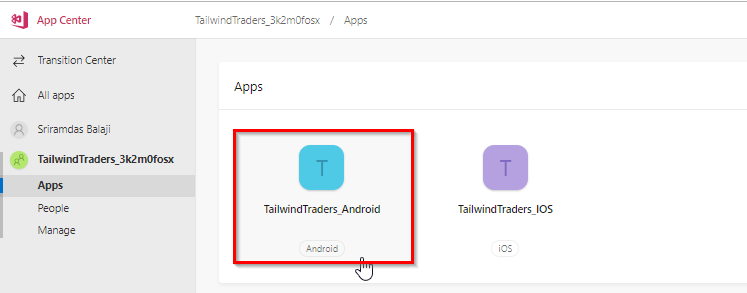 App Center
TailwindTraders_3k2m0fosx / Apps
Transition Center
All apps
Sriramdas Balaji
TailwindTraders_3k2m0fosx
Apps
People
Manage
Apps
T
TailwindTraders_Android
Android
T
TailwindTraders_IOS
iOS